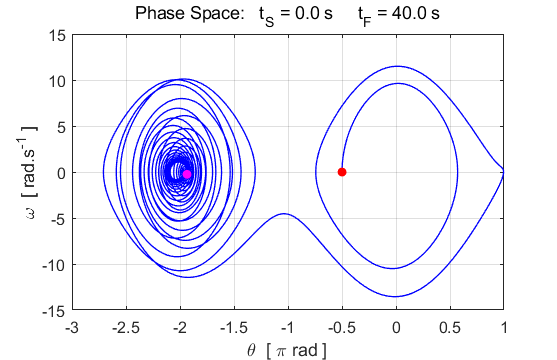 Phase Space: t_S = 0.0 s t_F = 40.0 s
15
10
5
0
-5
-10
-15
ω [ rad.s^-1 ]
-3 -2.5 -2 -1.5 -1 -0.5 0 0.5 1
θ [ π rad ]